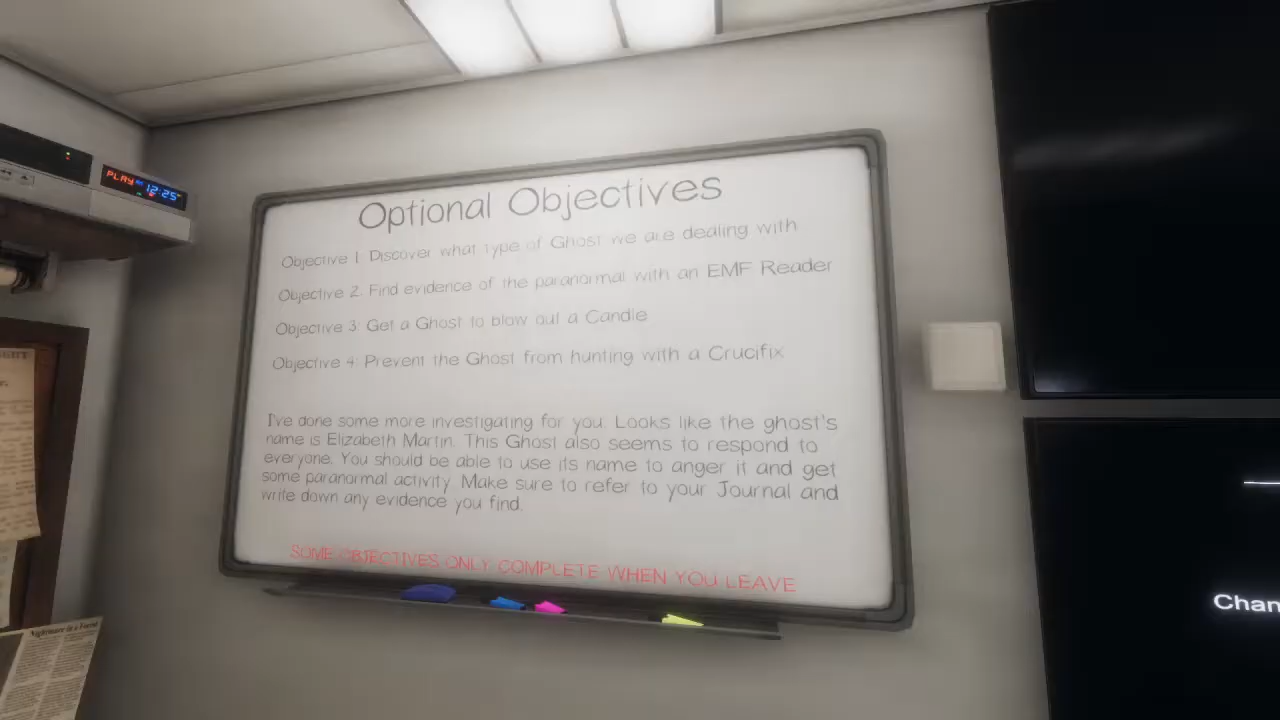 PLAY 12:25
Optional Objectives
Objective 1: Discover what type of Ghost we are dealing with
Objective 2: Find evidence of the paranormal with an EMF Reader
Objective 3: Get a Ghost to blow out a Candle
Objective 4: Prevent the Ghost from hunting with a Crucifix
I've done some more investigating for you. Looks like the ghost's
name is Elizabeth Martin. This Ghost also seems to respond to
everyone. You should be able to use its name to anger it and get
some paranormal activity. Make sure to refer to your Journal and
write down any evidence you find.
SOME OBJECTIVES ONLY COMPLETE WHEN YOU LEAVE
Chan